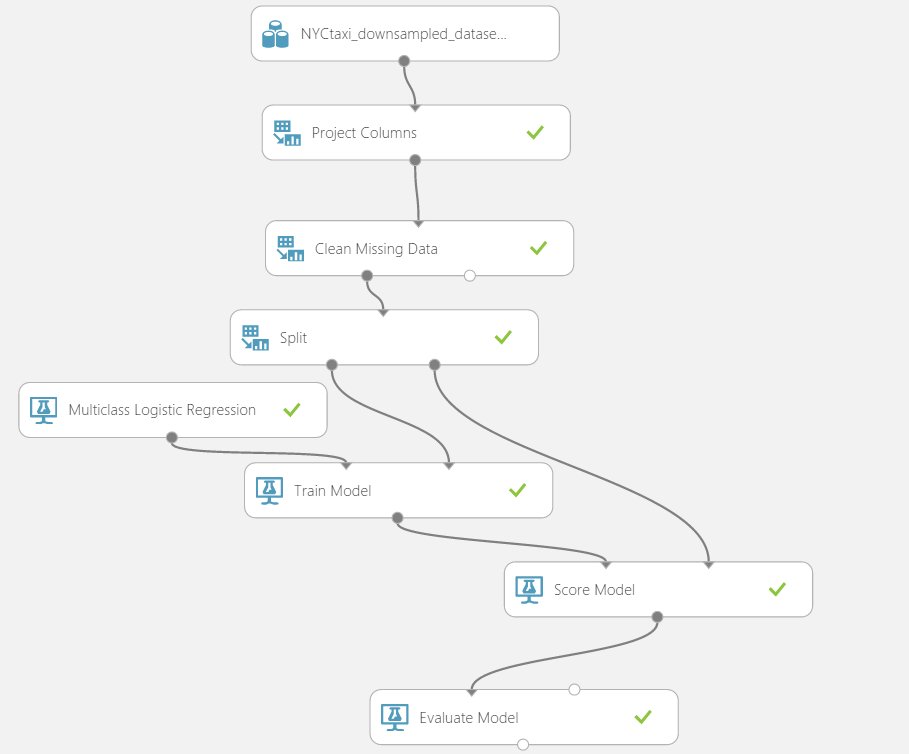 NYCtaxi_downsampled_datase...
Project Columns
Clean Missing Data
Split
Multiclass Logistic Regression
Train Model
Score Model
Evaluate Model